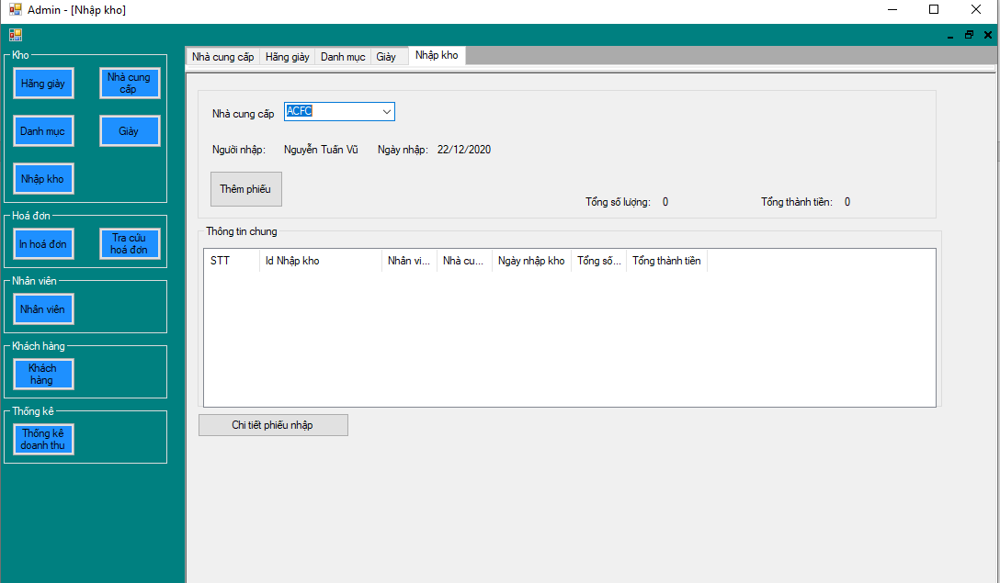 Admin - [Nhập kho]
Kho
Hãng giày
Nhà cung
cấp
Danh mục
Giày
Nhập kho
Hoá đơn
In hoá đơn
Tra cứu
hoá đơn
Nhân viên
Nhân viên
Khách hàng
Khách
hàng
Thống kê
Thống kê
doanh thu
Nhà cung cấp
Hãng giày
Danh mục
Giày
Nhập kho
Nhà cung cấp
ACFC
Người nhập:
Nguyễn Tuấn Vũ
Ngày nhập:
22/12/2020
Thêm phiếu
Tổng số lượng:
0
Tổng thành tiền:
0
Thông tin chung
STT
Id Nhập kho
Nhân vi...
Nhà cu...
Ngày nhập kho
Tổng số...
Tổng thành tiền
Chi tiết phiếu nhập